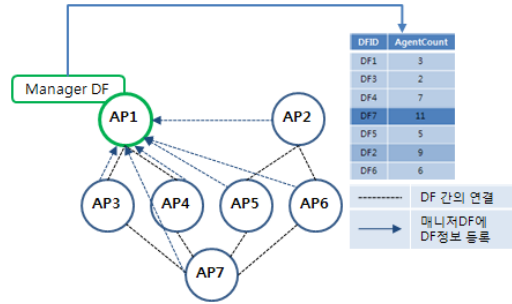 DFID AgentCount
DF1 3
DF3 2
DF4 7
DF7 11
DF5 5
DF2 9
DF6 6
Manager DF
AP1
AP2
AP3
AP4
AP5
AP6
AP7
DF 간의 연결
매니저DF에
DF정보 등록